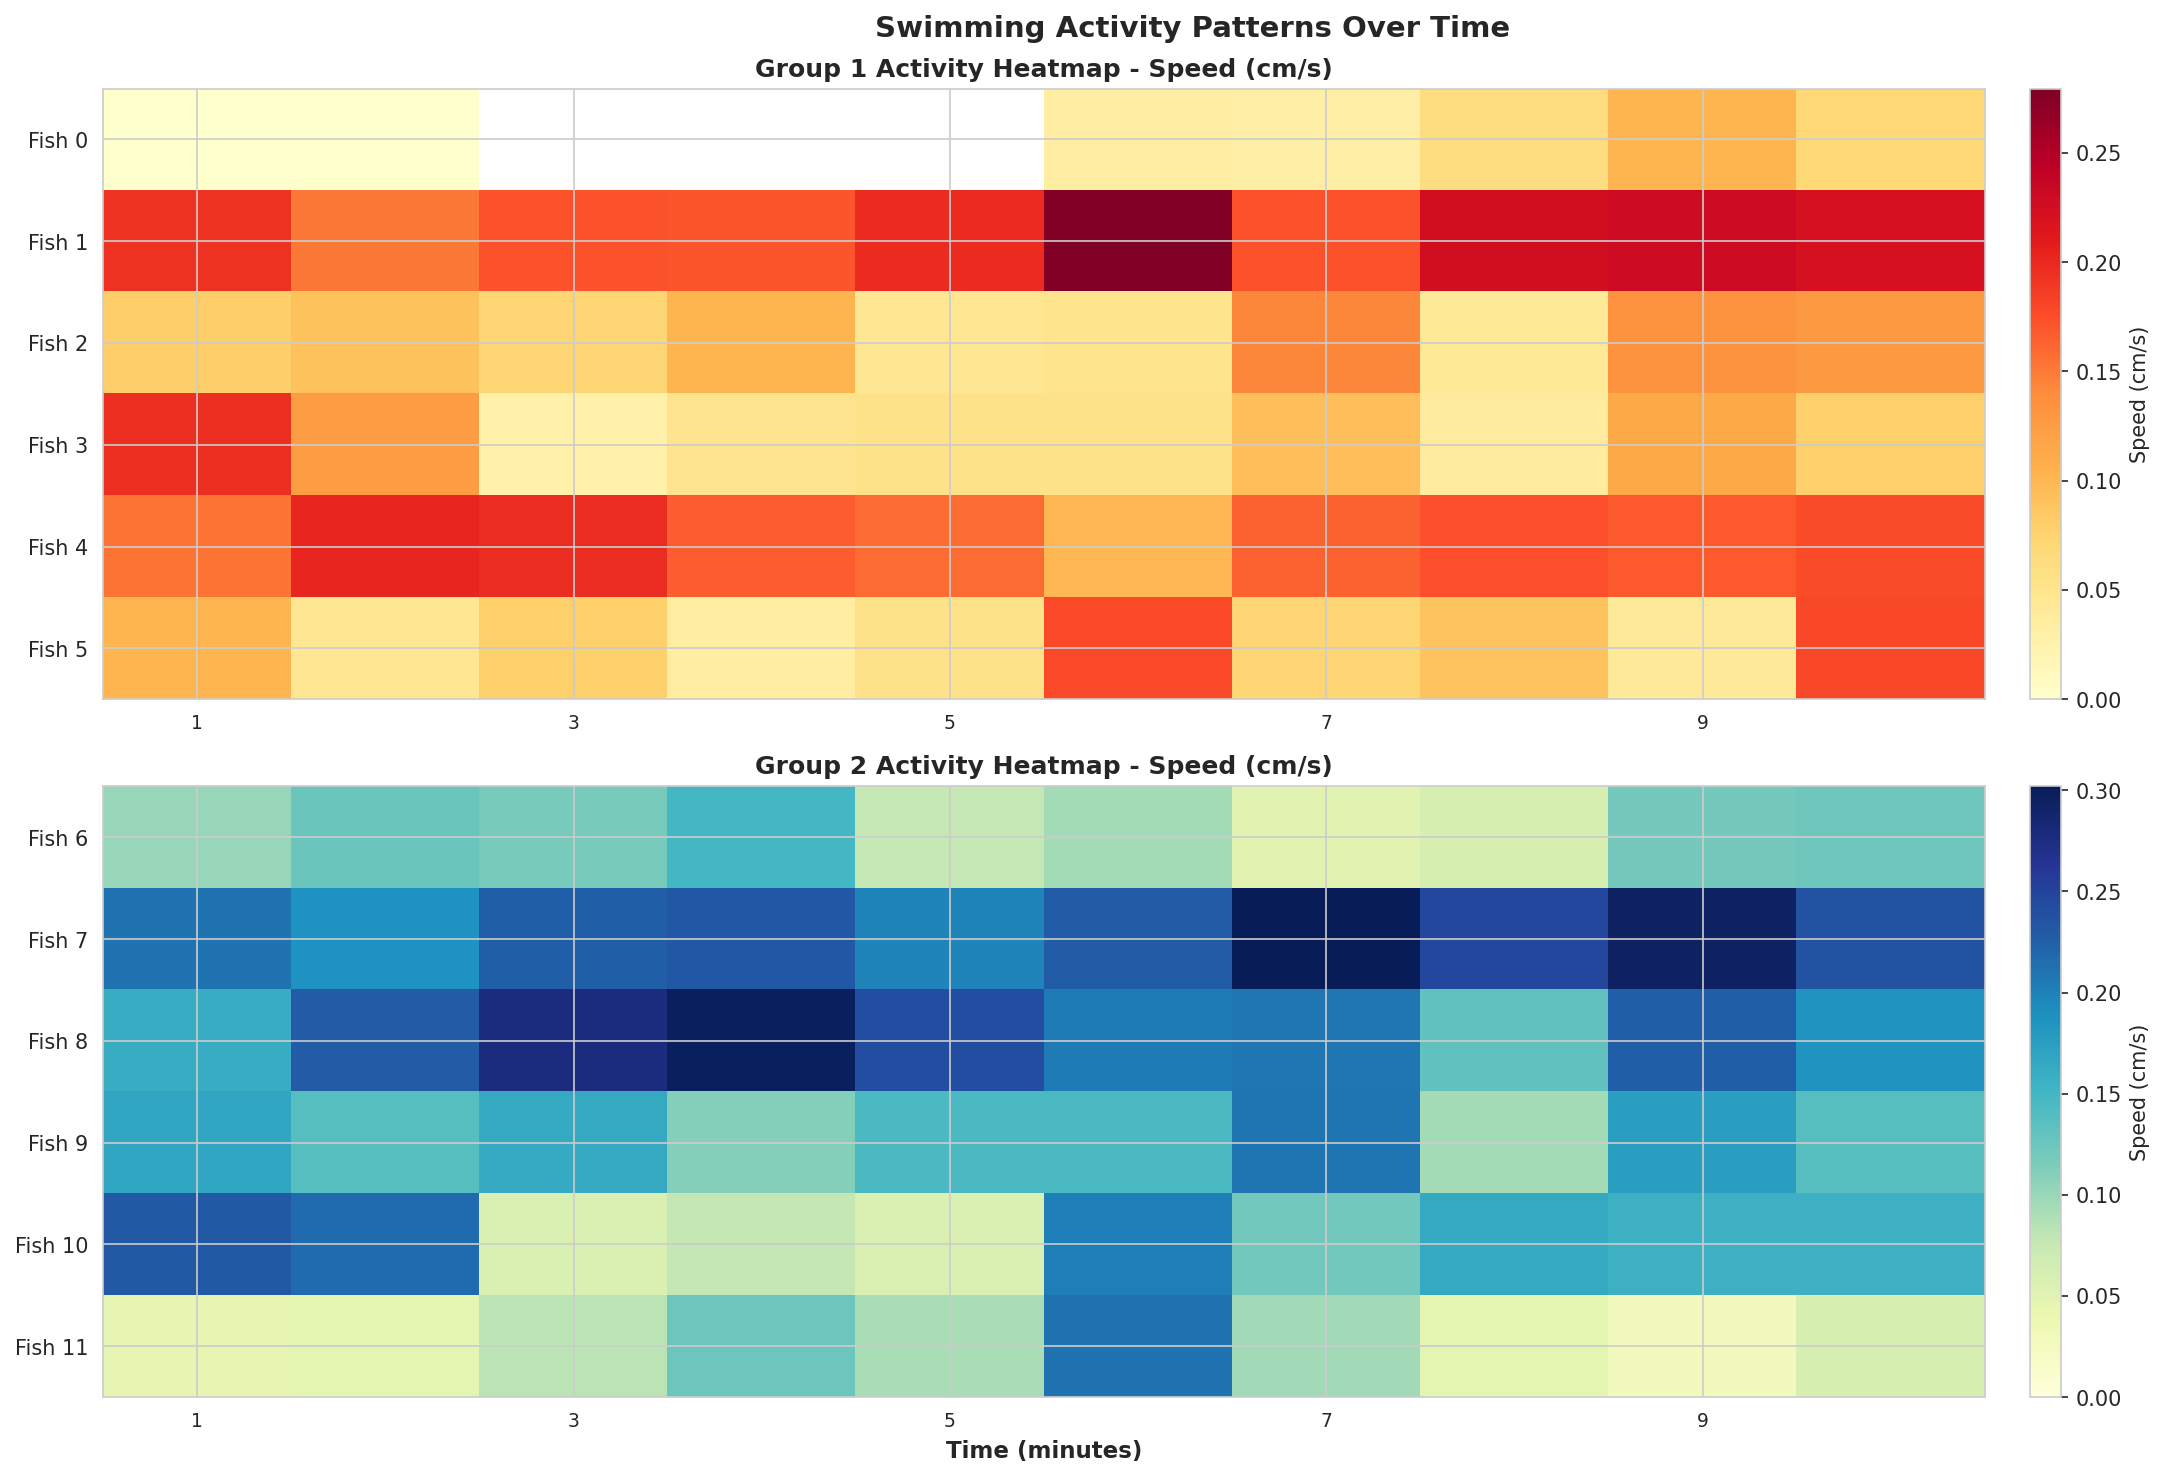 Swimming Activity Patterns Over Time
Group 1 Activity Heatmap - Speed (cm/s)
Fish 0
Fish 1
Fish 2
Fish 3
Fish 4
Fish 5
1 3 5 7 9
0.25
0.20
0.15
0.10
0.05
0.00
Speed (cm/s)
Group 2 Activity Heatmap - Speed (cm/s)
Fish 6
Fish 7
Fish 8
Fish 9
Fish 10
Fish 11
1 3 5 7 9
Time (minutes)
0.30
0.25
0.20
0.15
0.10
0.05
0.00
Speed (cm/s)